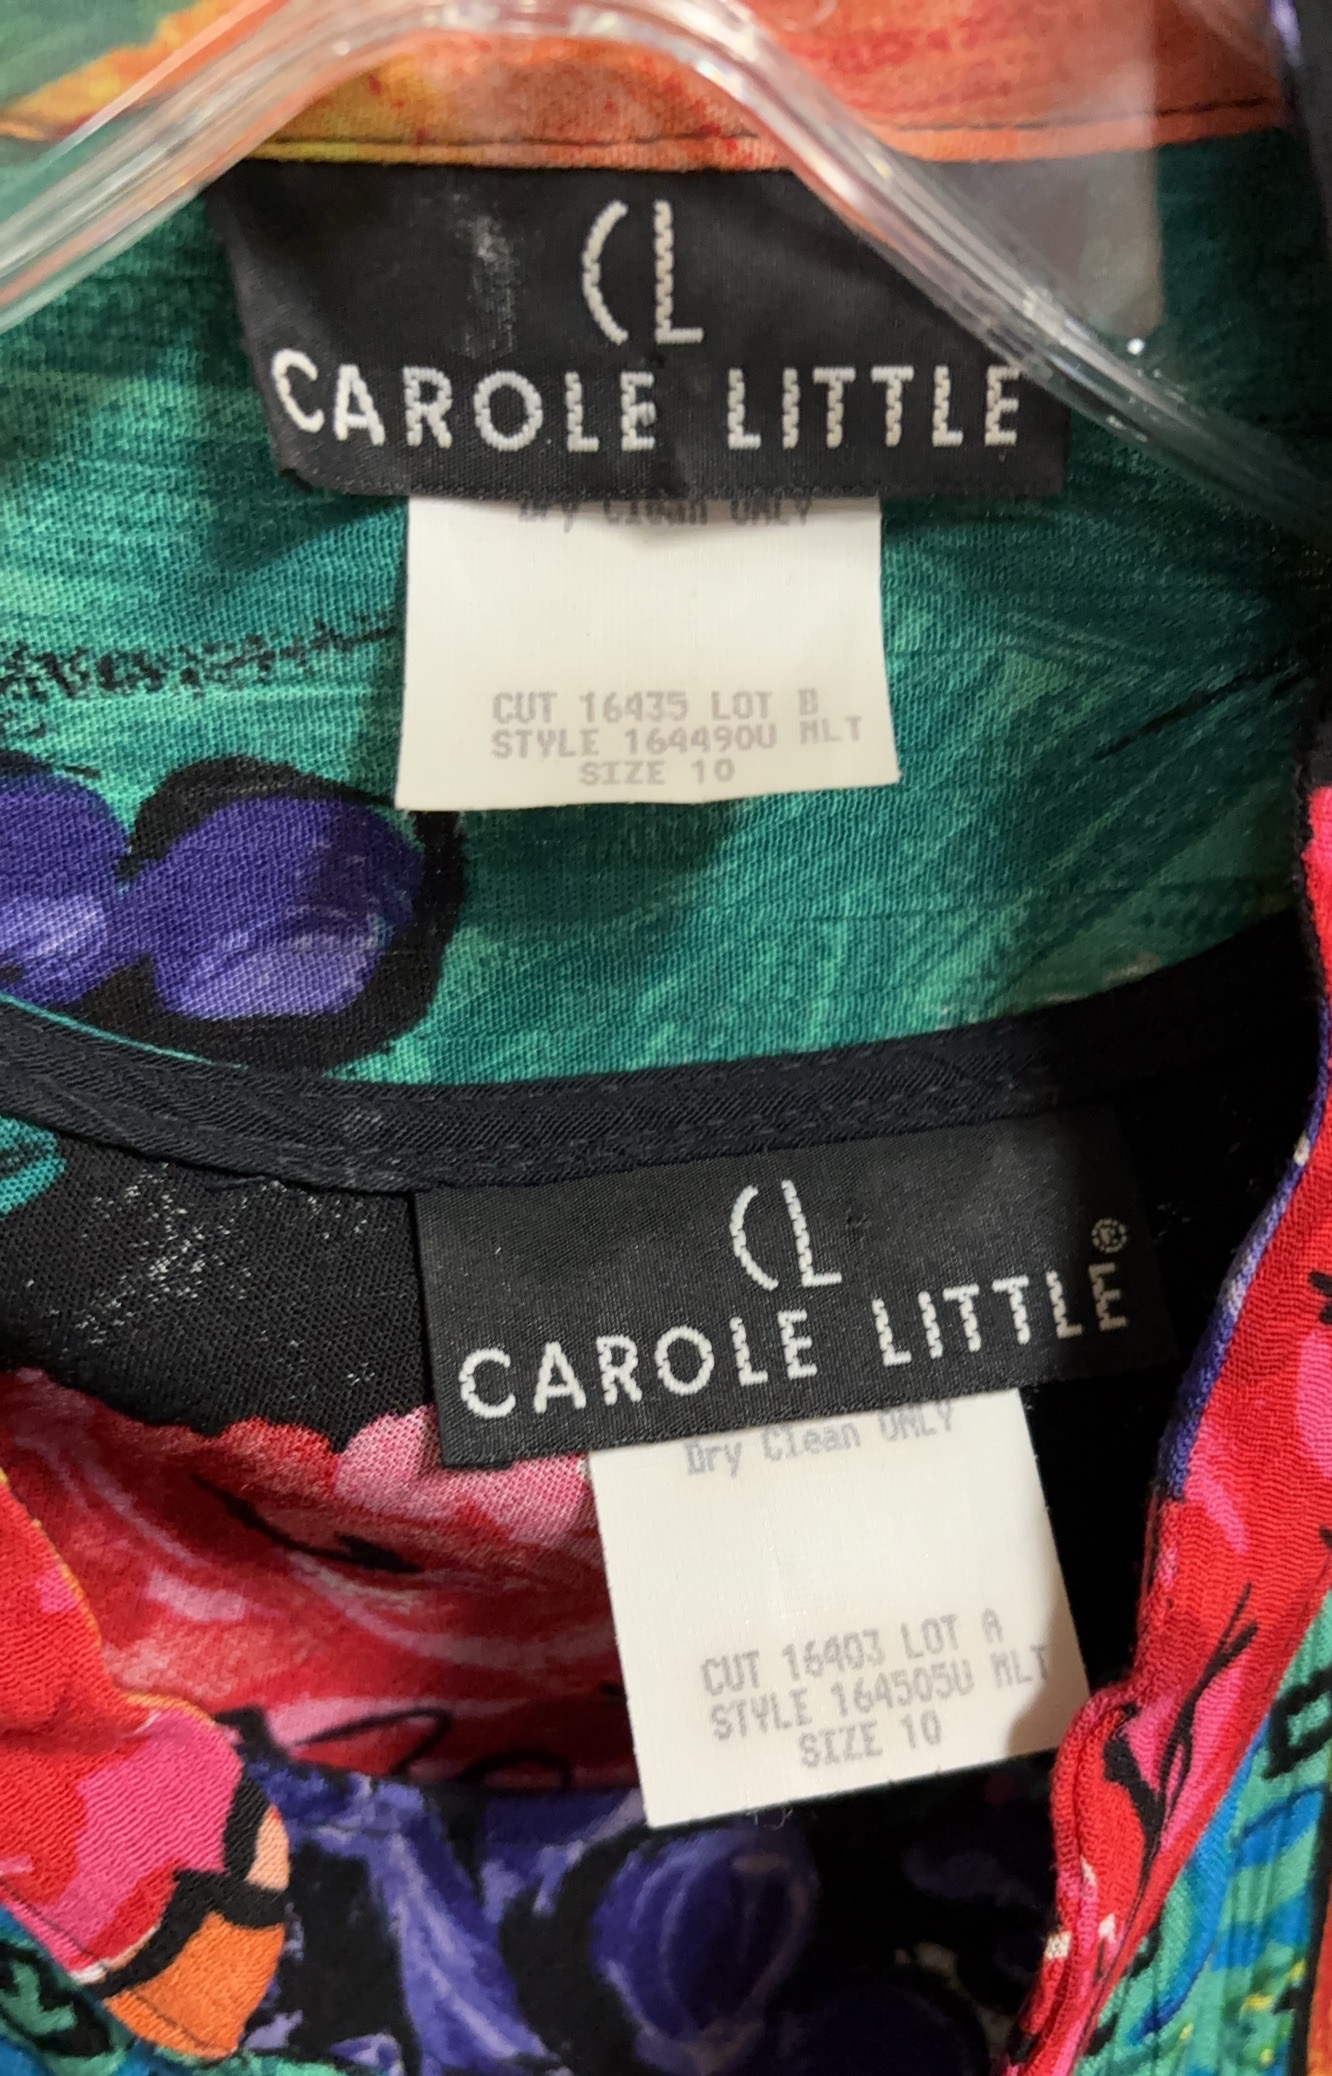 CL
CAROLE LITTLE
Dry Clean ONLY
CUT 16435 LOT B
STYLE 164490U MLT
SIZE 10
CL
CAROLE LITTLE®
Dry Clean ONLY
CUT 16403 LOT A
STYLE 164505U MLT
SIZE 10